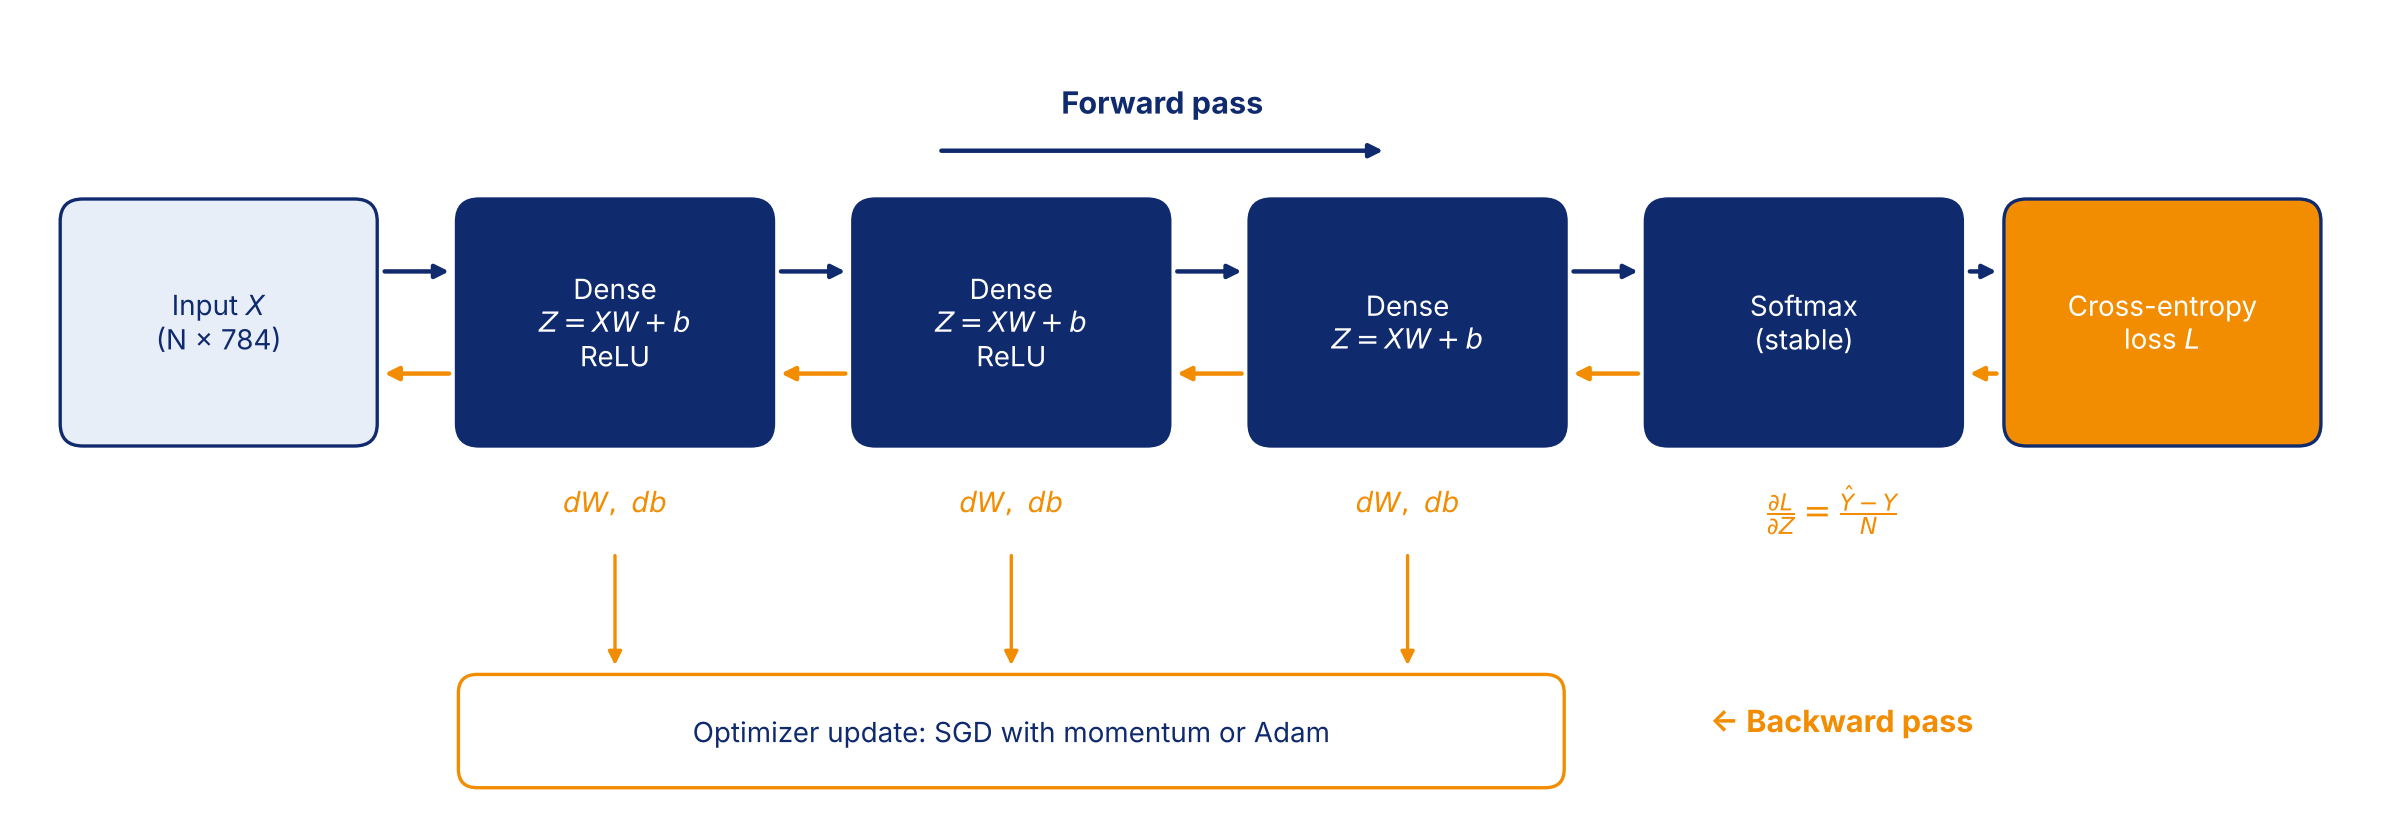 Forward pass
Input X
(N × 784)
Dense
Z = XW + b
ReLU
Dense
Z = XW + b
ReLU
Dense
Z = XW + b
Softmax
(stable)
Cross-entropy
loss L
dW, db
dW, db
dW, db
∂L/∂Z = (Ŷ − Y)/N
Optimizer update: SGD with momentum or Adam
← Backward pass